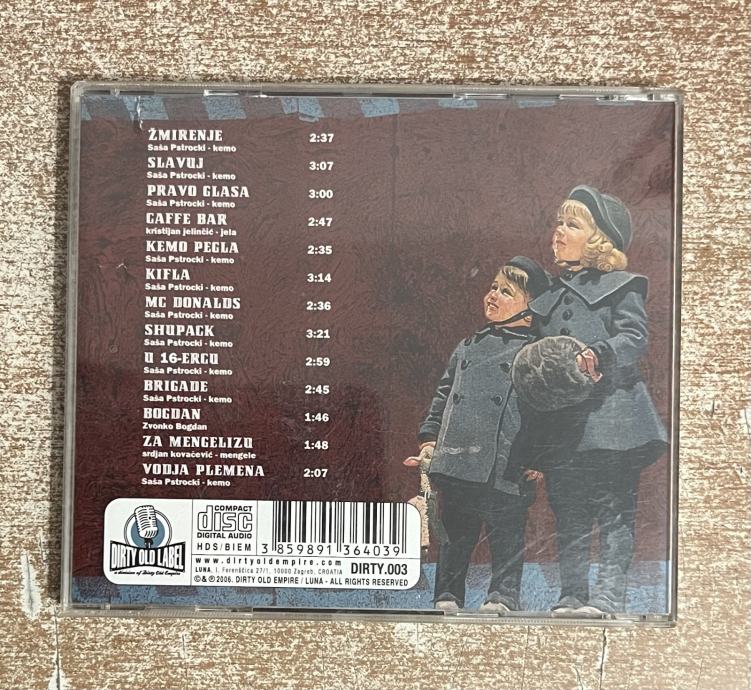 ŽMIRENJE 2:37
Saša Pstrocki - kemo
SLAVUJ 3:07
Saša Pstrocki - kemo
PRAVO GLASA 3:00
Saša Pstrocki - kemo
CAFFE BAR 2:47
kristijan jelinčić - jela
KEMO PEGLA 2:35
Saša Pstrocki - kemo
KIFLA 3:14
Saša Pstrocki - kemo
MC DONALDS 2:36
Saša Pstrocki - kemo
SHUPACK 3:21
Saša Pstrocki - kemo
U 16-ERCU 2:59
Saša Pstrocki - kemo
BRIGADE 2:45
Saša Pstrocki - kemo
BOGDAN 1:46
Zvonko Bogdan
ZA MENGELIZU 1:48
srdjan kovačević - mengele
VODJA PLEMENA 2:07
Saša Pstrocki - kemo
DIRTY OLD LABEL
a division of Dirty Old Empire
COMPACT
disc
DIGITAL AUDIO
HDS/BIEM
3 859891 364039
www.dirtyoldempire.com
LUNA, I. Forenščica 27/1, 10000 Zagreb, CROATIA
DIRTY.003
©& ℗2006. DIRTY OLD EMPIRE / LUNA - ALL RIGHTS RESERVED